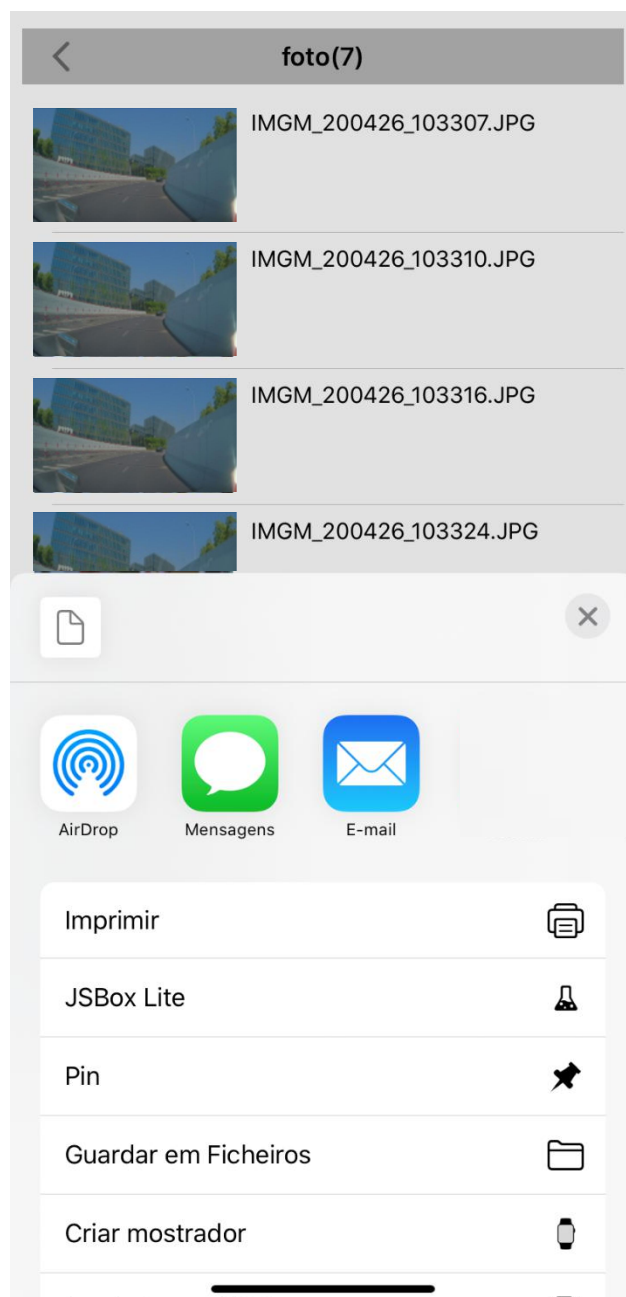 foto(7)
IMGM_200426_103307.JPG
IMGM_200426_103310.JPG
IMGM_200426_103316.JPG
IMGM_200426_103324.JPG
AirDrop
Mensagens
E-mail
Imprimir
JSBox Lite
Pin
Guardar em Ficheiros
Criar mostrador